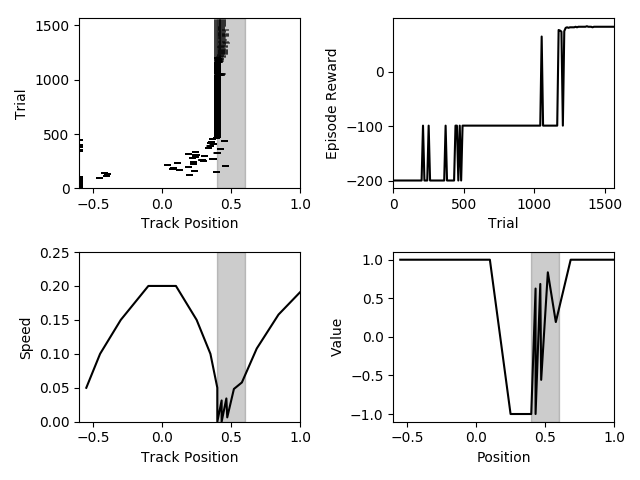 1500
1000
500
0
−0.5 0.0 0.5 1.0
Trial
Track Position
0
−100
−200
0 500 1000 1500
Episode Reward
Trial
0.25
0.20
0.15
0.10
0.05
0.00
−0.5 0.0 0.5 1.0
Speed
Track Position
1.0
0.5
0.0
−0.5
−1.0
−0.5 0.0 0.5 1.0
Value
Position